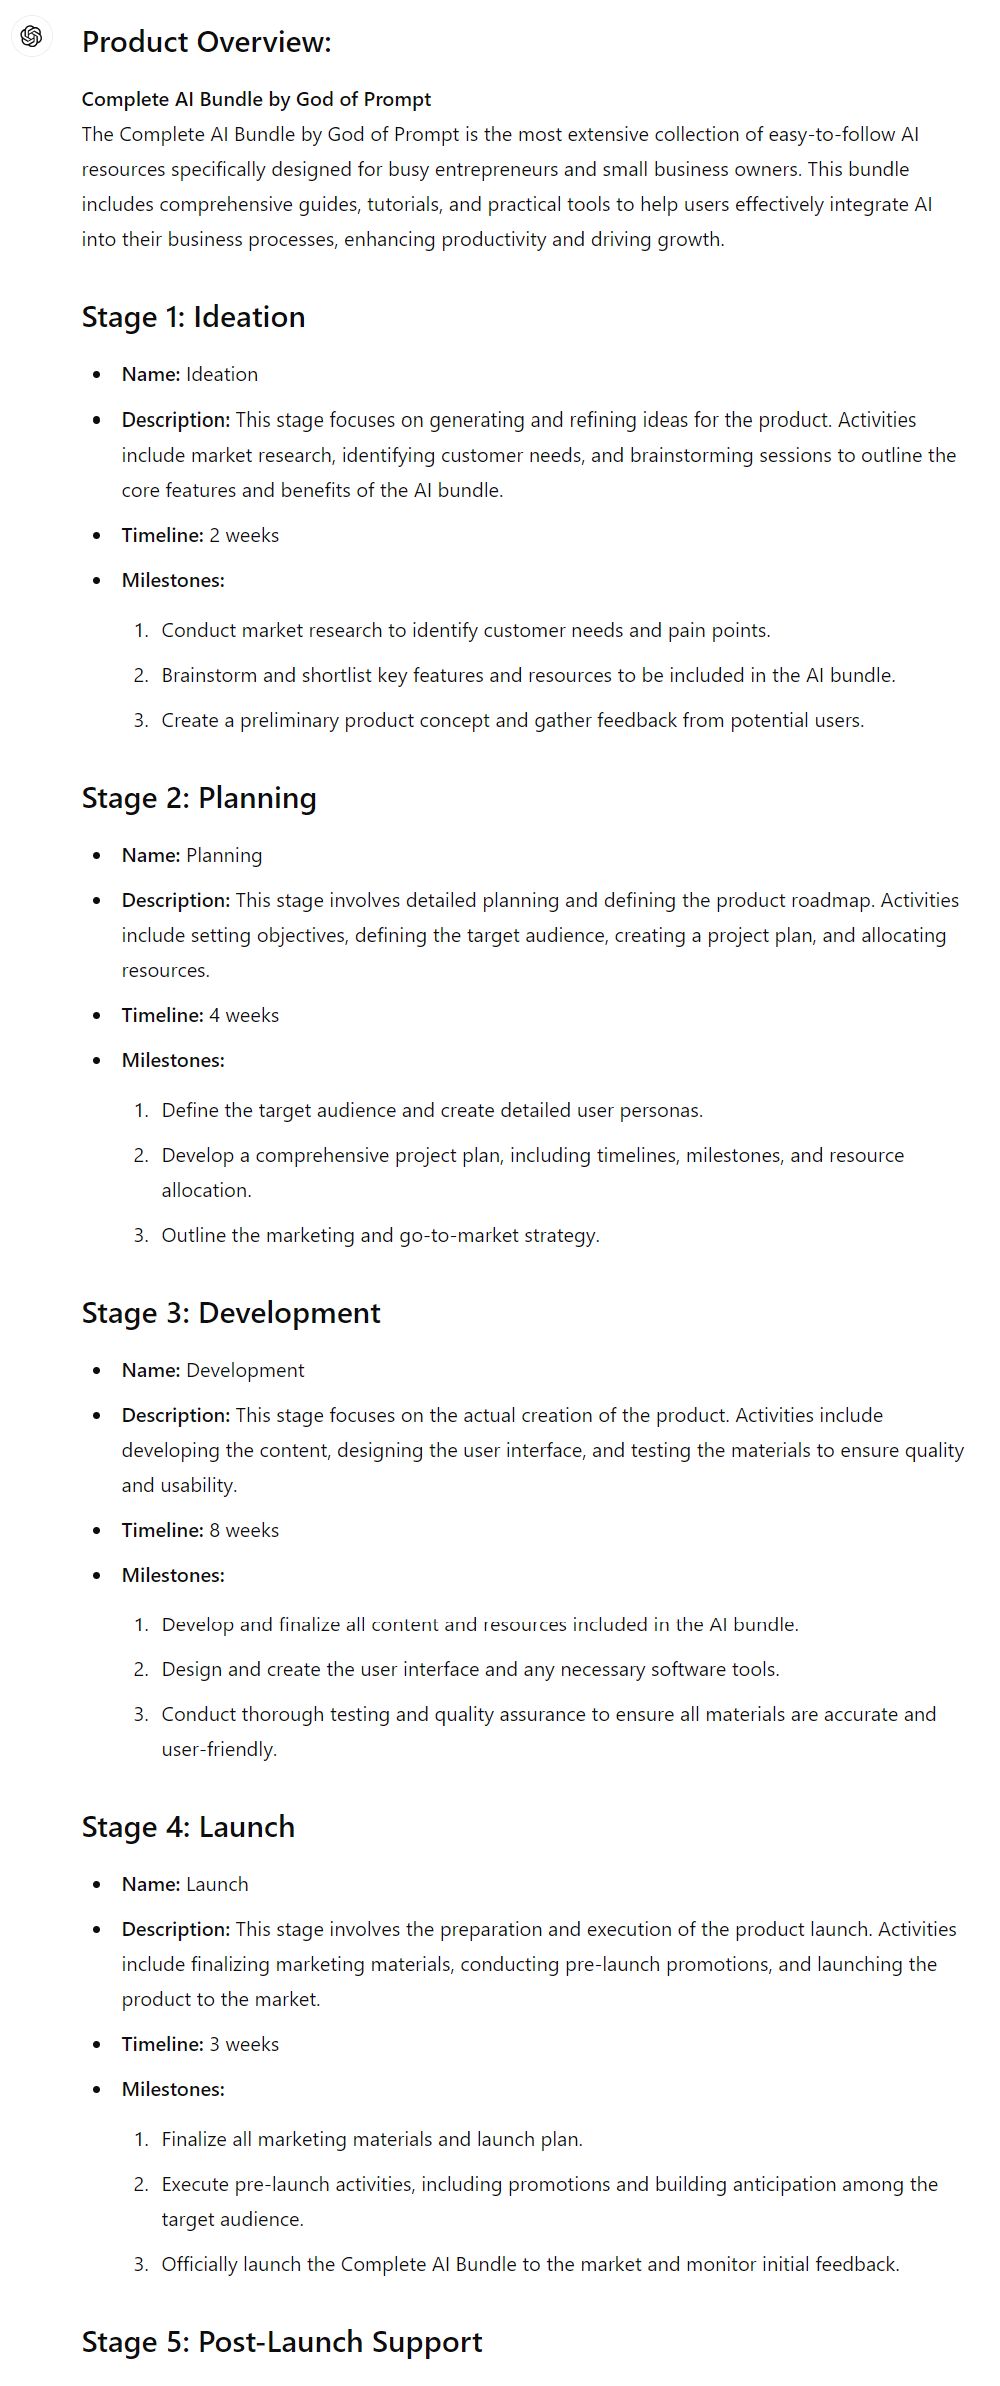 Product Overview:
Complete AI Bundle by God of Prompt
The Complete AI Bundle by God of Prompt is the most extensive collection of easy-to-follow AI
resources specifically designed for busy entrepreneurs and small business owners. This bundle
includes comprehensive guides, tutorials, and practical tools to help users effectively integrate AI
into their business processes, enhancing productivity and driving growth.
Stage 1: Ideation
• Name: Ideation
• Description: This stage focuses on generating and refining ideas for the product. Activities
include market research, identifying customer needs, and brainstorming sessions to outline the
core features and benefits of the AI bundle.
• Timeline: 2 weeks
• Milestones:
1. Conduct market research to identify customer needs and pain points.
2. Brainstorm and shortlist key features and resources to be included in the AI bundle.
3. Create a preliminary product concept and gather feedback from potential users.
Stage 2: Planning
• Name: Planning
• Description: This stage involves detailed planning and defining the product roadmap. Activities
include setting objectives, defining the target audience, creating a project plan, and allocating
resources.
• Timeline: 4 weeks
• Milestones:
1. Define the target audience and create detailed user personas.
2. Develop a comprehensive project plan, including timelines, milestones, and resource
allocation.
3. Outline the marketing and go-to-market strategy.
Stage 3: Development
• Name: Development
• Description: This stage focuses on the actual creation of the product. Activities include
developing the content, designing the user interface, and testing the materials to ensure quality
and usability.
• Timeline: 8 weeks
• Milestones:
1. Develop and finalize all content and resources included in the AI bundle.
2. Design and create the user interface and any necessary software tools.
3. Conduct thorough testing and quality assurance to ensure all materials are accurate and
user-friendly.
Stage 4: Launch
• Name: Launch
• Description: This stage involves the preparation and execution of the product launch. Activities
include finalizing marketing materials, conducting pre-launch promotions, and launching the
product to the market.
• Timeline: 3 weeks
• Milestones:
1. Finalize all marketing materials and launch plan.
2. Execute pre-launch activities, including promotions and building anticipation among the
target audience.
3. Officially launch the Complete AI Bundle to the market and monitor initial feedback.
Stage 5: Post-Launch Support